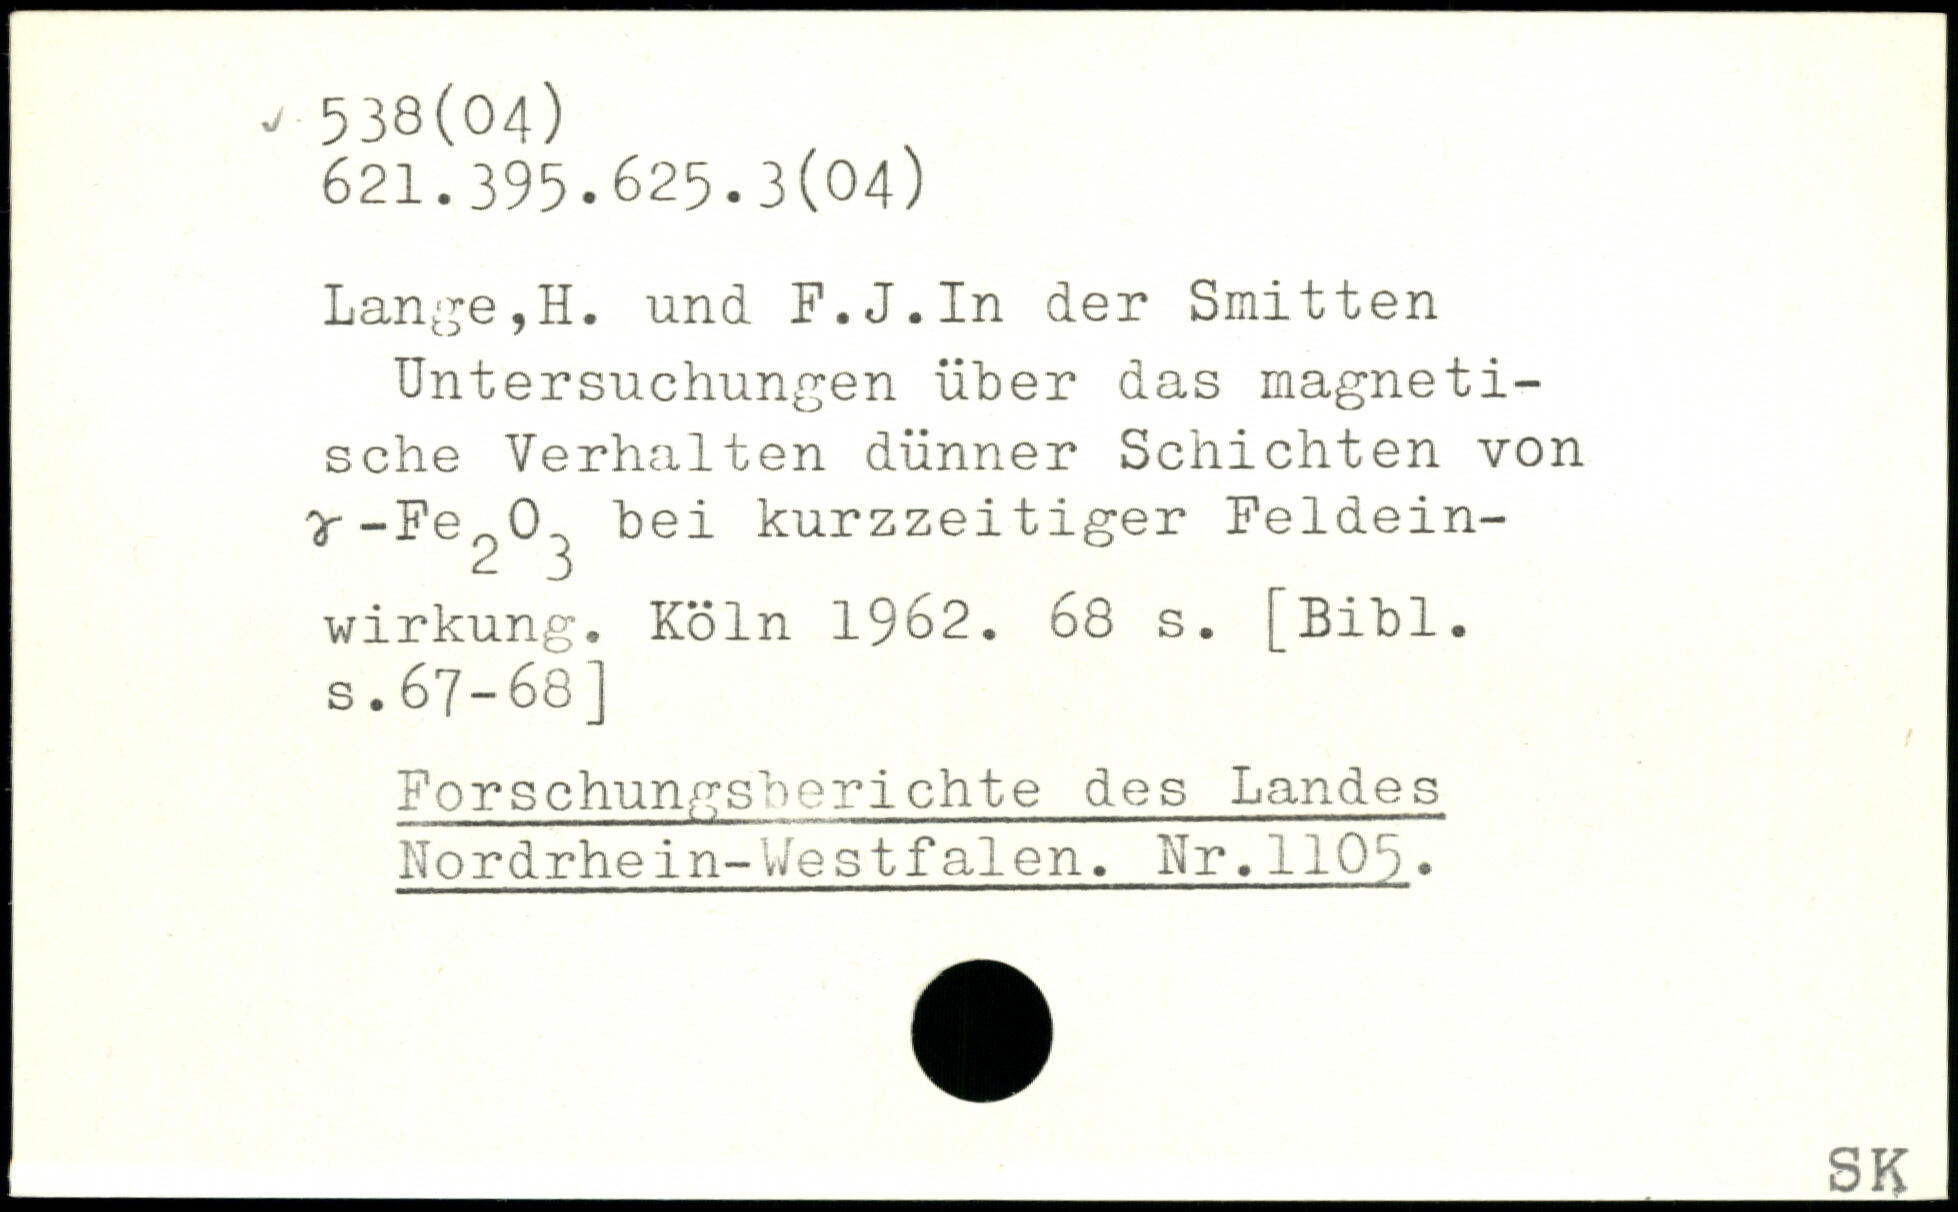 ✓ 538(04)
621.395.625.3(04)
Lange,H. und F.J.In der Smitten
Untersuchungen über das magneti-
sche Verhalten dünner Schichten von
γ-Fe₂O₃ bei kurzzeitiger Feldein-
wirkung. Köln 1962. 68 s. [Bibl.
s.67-68]
Forschungsberichte des Landes
Nordrhein-Westfalen. Nr.1105.
SK